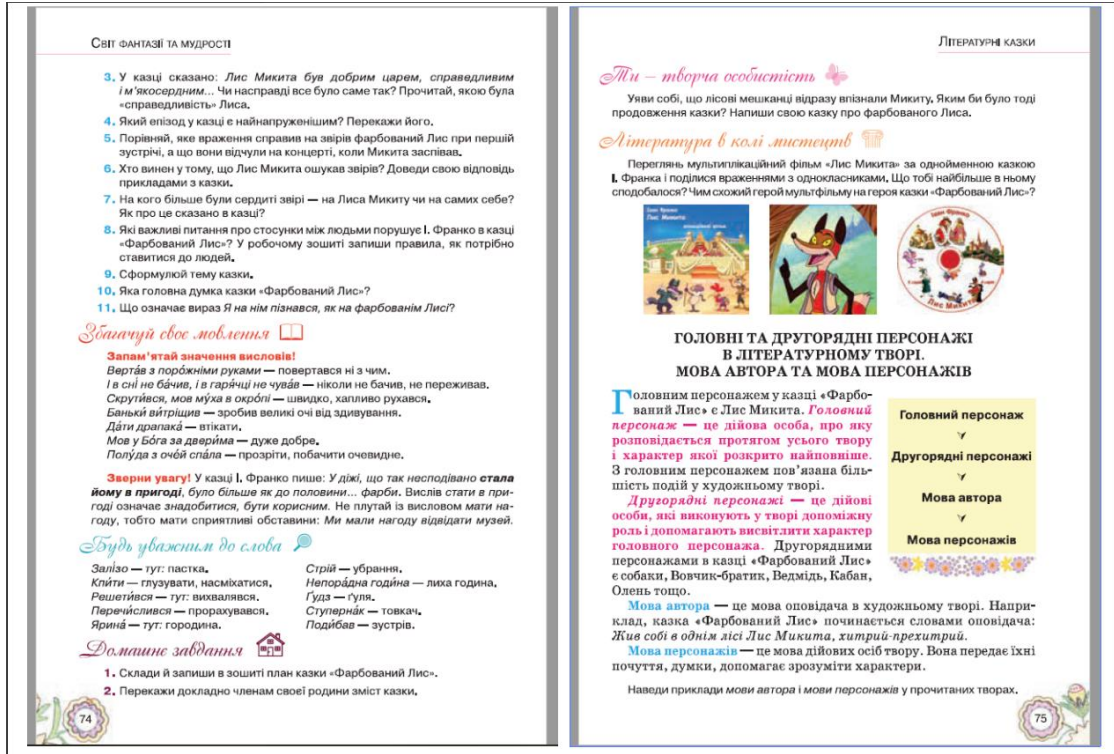 СВІТ ФАНТАЗІЇ ТА МУДРОСТІ
3. У казці сказано: Лис Микита був добрим царем, справедливим
і м’якосердним... Чи насправді все було саме так? Прочитай, якою була
«справедливість» Лиса.
4. Який епізод у казці є найнапруженішим? Перекажи його.
5. Порівняй, яке враження справив на звірів фарбований Лис при першій
зустрічі, а що вони відчули на концерті, коли Микита заспівав.
6. Хто винен у тому, що Лис Микита ошукав звірів? Доведи свою відповідь
прикладами з казки.
7. На кого більше були сердиті звірі — на Лиса Микиту чи на самих себе?
Як про це сказано в казці?
8. Які важливі питання про стосунки між людьми порушує І. Франко в казці
«Фарбований Лис»? У робочому зошиті запиши правила, як потрібно
ставитися до людей.
9. Сформулюй тему казки.
10. Яка головна думка казки «Фарбований Лис»?
11. Що означає вираз Я на нім пізнався, як на фарбованім Лисі?
Збагачуй своє мовлення
Запам’ятай значення висловів!
Верта́в з поро́жніми руками — повертався ні з чим.
І в сні́ не ба́чив, і в гаря́чці не чува́в — ніколи не бачив, не переживав.
Скрути́вся, мов му́ха в окро́пі — швидко, хапливо рухався.
Баньки́ ви́тріщив — зробив великі очі від здивування.
Да́ти драпака́ — втікати.
Мов у Бо́га за двери́ма — дуже добре.
Полу́да з оче́й спа́ла — прозріти, побачити очевидне.
Зверни увагу! У казці І. Франко пише: У діжі, що так несподівано стала
йому в пригоді, було більше як до половини... фарби. Вислів стати в при-
годі означає знадобитися, бути корисним. Не плутай із висловом мати на-
году, тобто мати сприятливі обставини: Ми мали нагоду відвідати музей.
Будь уважним до слова
Залі́зо — тут: пастка.
Кпи́ти — глузувати, насміхатися.
Решеті́вся — тут: вихвалявся.
Перечи́слився — прорахувався.
Ярина́ — тут: городина.
Стрій — убрання.
Непора́дна годи́на — лиха година.
Ґудз — ґуля.
Ступерна́к — товкач.
Поди́бав — зустрів.
Домашнє завдання
1. Склади й запиши в зошиті план казки «Фарбований Лис».
2. Перекажи докладно членам своєї родини зміст казки.
74
ЛІТЕРАТУРНІ КАЗКИ
Ти – творча особистість
Уяви собі, що лісові мешканці відразу впізнали Микиту. Яким би було тоді
продовження казки? Напиши свою казку про фарбованого Лиса.
Література в колі мистецтв
Переглянь мультиплікаційний фільм «Лис Микита» за однойменною казкою
І. Франка і поділися враженнями з однокласниками. Що тобі найбільше в ньому
сподобалося? Чим схожий герой мультфільму на героя казки «Фарбований Лис»?
Іван Франко
Лис Микита
Іван Франко
Лис Микита
ГОЛОВНІ ТА ДРУГОРЯДНІ ПЕРСОНАЖІ
В ЛІТЕРАТУРНОМУ ТВОРІ.
МОВА АВТОРА ТА МОВА ПЕРСОНАЖІВ
Головним персонажем у казці «Фарбо-
ваний Лис» є Лис Микита. Головний
персонаж — це дійова особа, про яку
розповідається протягом усього твору
і характер якої розкрито найповніше.
З головним персонажем пов’язана біль-
шість подій у художньому творі.
Другорядні персонажі — це дійові
особи, які виконують у творі допоміжну
роль і допомагають висвітлити характер
головного персонажа. Другорядними
персонажами в казці «Фарбований Лис»
є собаки, Вовчик-братик, Ведмідь, Кабан,
Олень тощо.
Головний персонаж
Другорядні персонажі
Мова автора
Мова персонажів
Мова автора — це мова оповідача в художньому творі. Напри-
клад, казка «Фарбований Лис» починається словами оповідача:
Жив собі в однім лісі Лис Микита, хитрий-прехитрий.
Мова персонажів — це мова дійових осіб твору. Вона передає їхні
почуття, думки, допомагає зрозуміти характери.
Наведи приклади мови автора і мови персонажів у прочитаних творах.
75